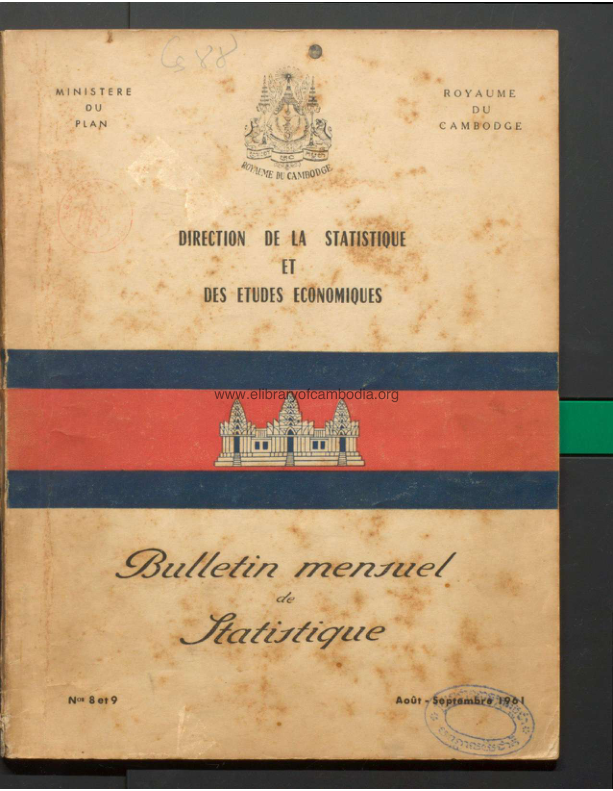 MINISTERE
DU
PLAN
ROYAUME
DU
CAMBODGE
ROYAUME DU CAMBODGE
DIRECTION DE LA STATISTIQUE
ET
DES ETUDES ECONOMIQUES
www.elibraryofcambodia.org
Bulletin mensuel
de
Statistique
Nos 8 et 9
Août - Septembre 1961